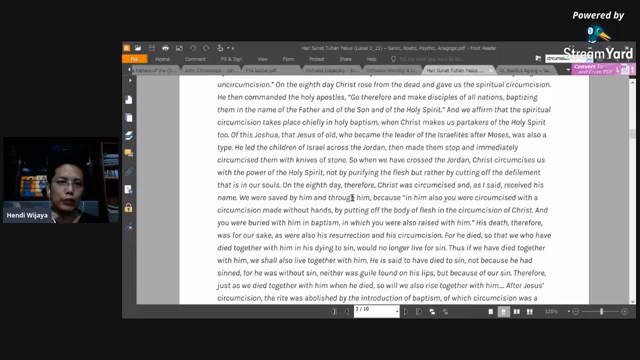 Powered by
StreamYard
Hari Sunat Tuhan Yesus (Lukas 2_21) - Sarkic, Noetic, Psychic, Anagogic.pdf - Foxit Reader
File
circumci
Convert to
and From PDF
Hari Sunat Tuhan Yesus
uncircumcision." On the eighth day Christ rose from the dead and gave us the spiritual circumcision.
He then commanded the holy apostles, "Go therefore and make disciples of all nations, baptizing
them in the name of the Father and of the Son and of the Holy Spirit." And we affirm that the spiritual
circumcision takes place chiefly in holy baptism, when Christ makes us partakers of the Holy Spirit
too. Of this Joshua, that Jesus of old, who became the leader of the Israelites after Moses, was also a
type. He led the children of Israel across the Jordan, then made them stop and immediately
circumcised them with knives of stone. So when we have crossed the Jordan, Christ circumcises us
with the power of the Holy Spirit, not by purifying the flesh but rather by cutting off the defilement
that is in our souls. On the eighth day, therefore, Christ was circumcised and, as I said, received his
name. We were saved by him and through him, because "in him also you were circumcised with a
circumcision made without hands, by putting off the body of flesh in the circumcision of Christ. And
you were buried with him in baptism, in which you were also raised with him." His death, therefore,
was for our sake, as were also his resurrection and his circumcision. For he died, so that we who have
died together with him in his dying to sin, would no longer live for sin. Thus if we have died together
with him, we shall also live together with him. He is said to have died to sin, not because he had
sinned, for he was without sin, neither was guile found on his lips, but because of our sin. Therefore,
just as we died together with him when he died, so will we also rise together with him.... After Jesus'
circumcision, the rite was abolished by the introduction of baptism, of which circumcision was a
Hendi Wijaya
3 / 10
125%